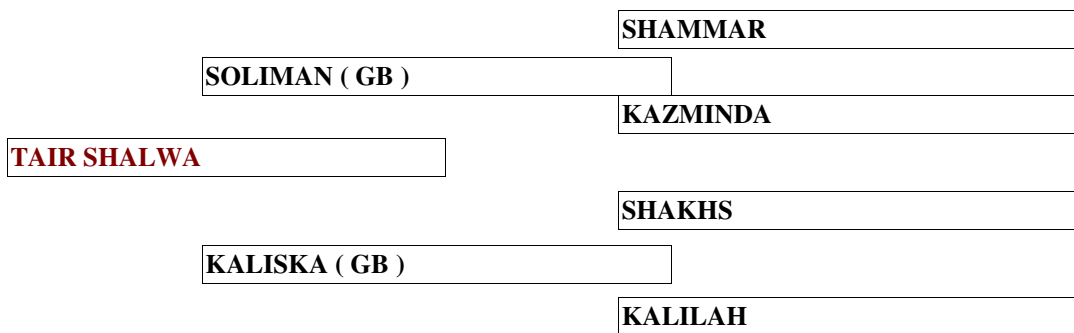 SHAMMAR
SOLIMAN ( GB )
KAZMINDA
TAIR SHALWA
SHAKHS
KALISKA ( GB )
KALILAH